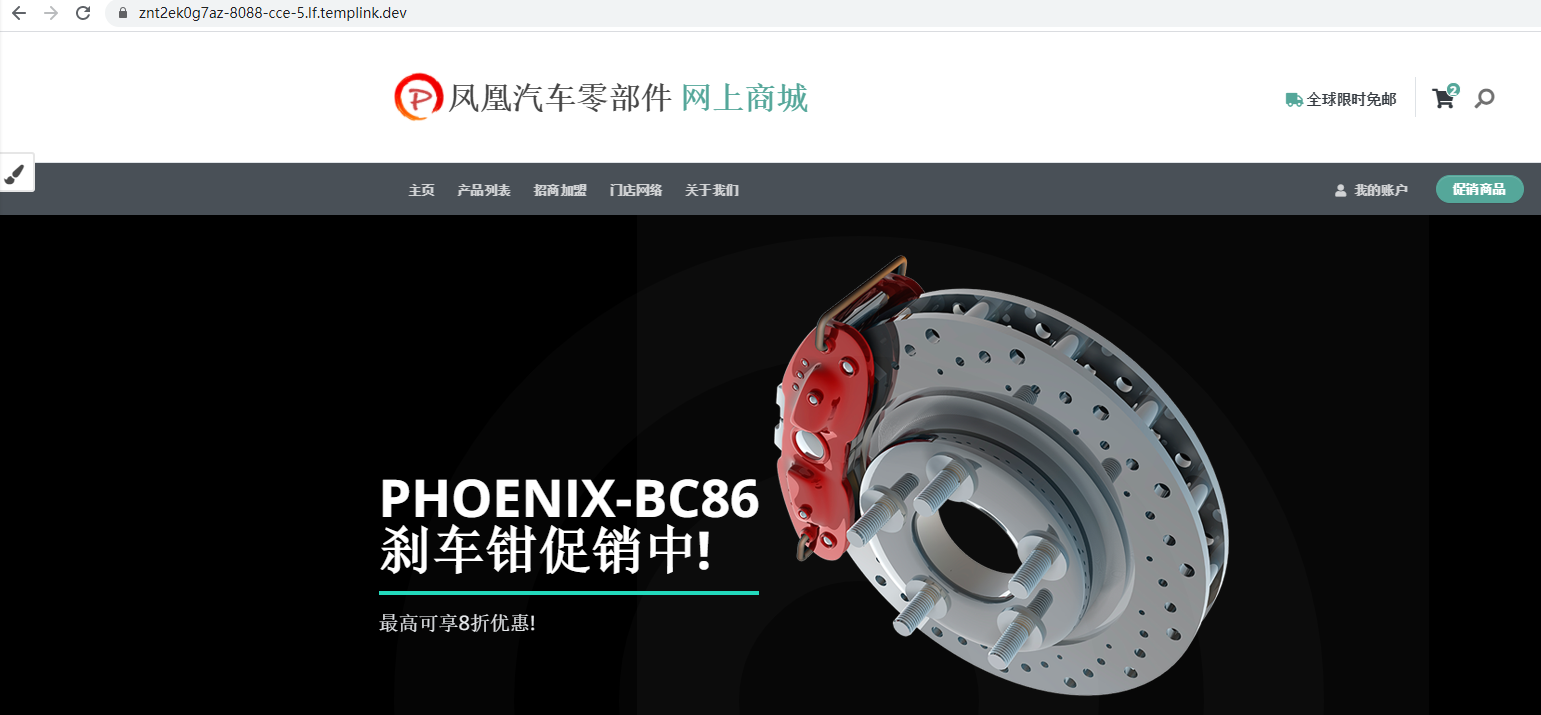 znt2ek0g7az-8088-cce-5.lf.templink.dev
凤凰汽车零部件 网上商城
全球限时免邮
2
主页 产品列表 招商加盟 门店网络 关于我们 我的账户 促销商品
PHOENIX-BC86
刹车钳促销中!
最高可享8折优惠!